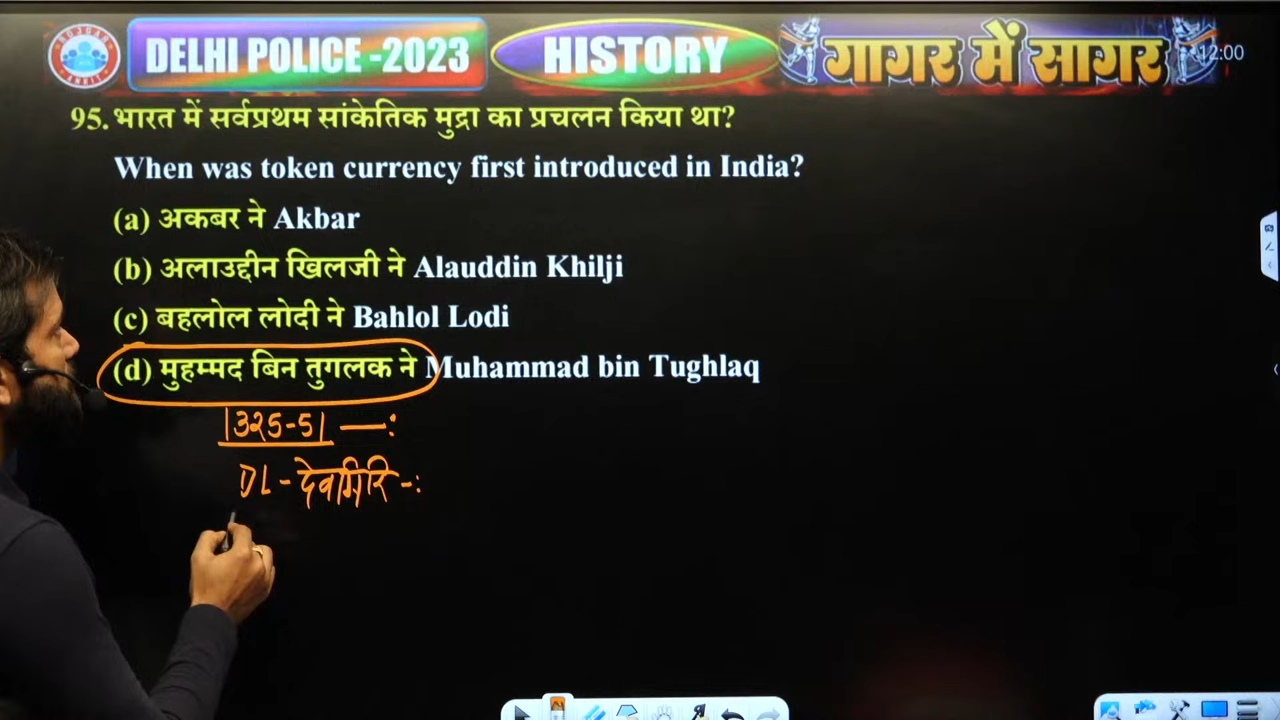 ROJGAR
ANKIT
DELHI POLICE -2023
HISTORY
गागर में सागर
12:00
95. भारत में सर्वप्रथम सांकेतिक मुद्रा का प्रचलन किया था?
When was token currency first introduced in India?
(a) अकबर ने Akbar
(b) अलाउद्दीन खिलजी ने Alauddin Khilji
(c) बहलोल लोदी ने Bahlol Lodi
(d) मुहम्मद बिन तुगलक ने Muhammad bin Tughlaq
1325-51 —:
DL - देवगिरि -: